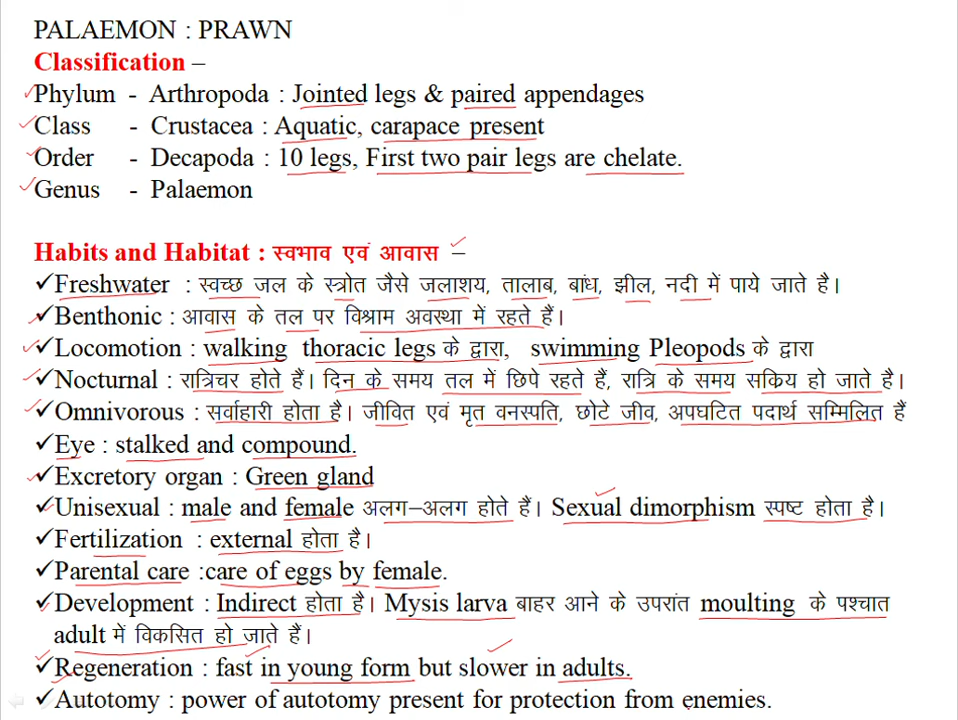 PALAEMON : PRAWN
Classification –
Phylum - Arthropoda : Jointed legs & paired appendages
Class - Crustacea : Aquatic, carapace present
Order - Decapoda : 10 legs, First two pair legs are chelate.
Genus - Palaemon
Habits and Habitat : स्वभाव एवं आवास –
✓Freshwater : स्वच्छ जल के स्त्रोत जैसे जलाशय, तालाब, बांध, झील, नदी में पाये जाते है।
✓Benthonic : आवास के तल पर विश्राम अवस्था में रहते हैं।
✓Locomotion : walking thoracic legs के द्वारा, swimming Pleopods के द्वारा
✓Nocturnal : रात्रिचर होते हैं। दिन के समय तल में छिपे रहते हैं, रात्रि के समय सक्रिय हो जाते है।
✓Omnivorous : सर्वाहारी होता है। जीवित एवं मृत वनस्पति, छोटे जीव, अपघटित पदार्थ सम्मिलित हैं
✓Eye : stalked and compound.
✓Excretory organ : Green gland
✓Unisexual : male and female अलग–अलग होते हैं। Sexual dimorphism स्पष्ट होता है।
✓Fertilization : external होता है।
✓Parental care :care of eggs by female.
✓Development : Indirect होता है। Mysis larva बाहर आने के उपरांत moulting के पश्चात
adult में विकसित हो जाते हैं।
✓Regeneration : fast in young form but slower in adults.
✓Autotomy : power of autotomy present for protection from enemies.